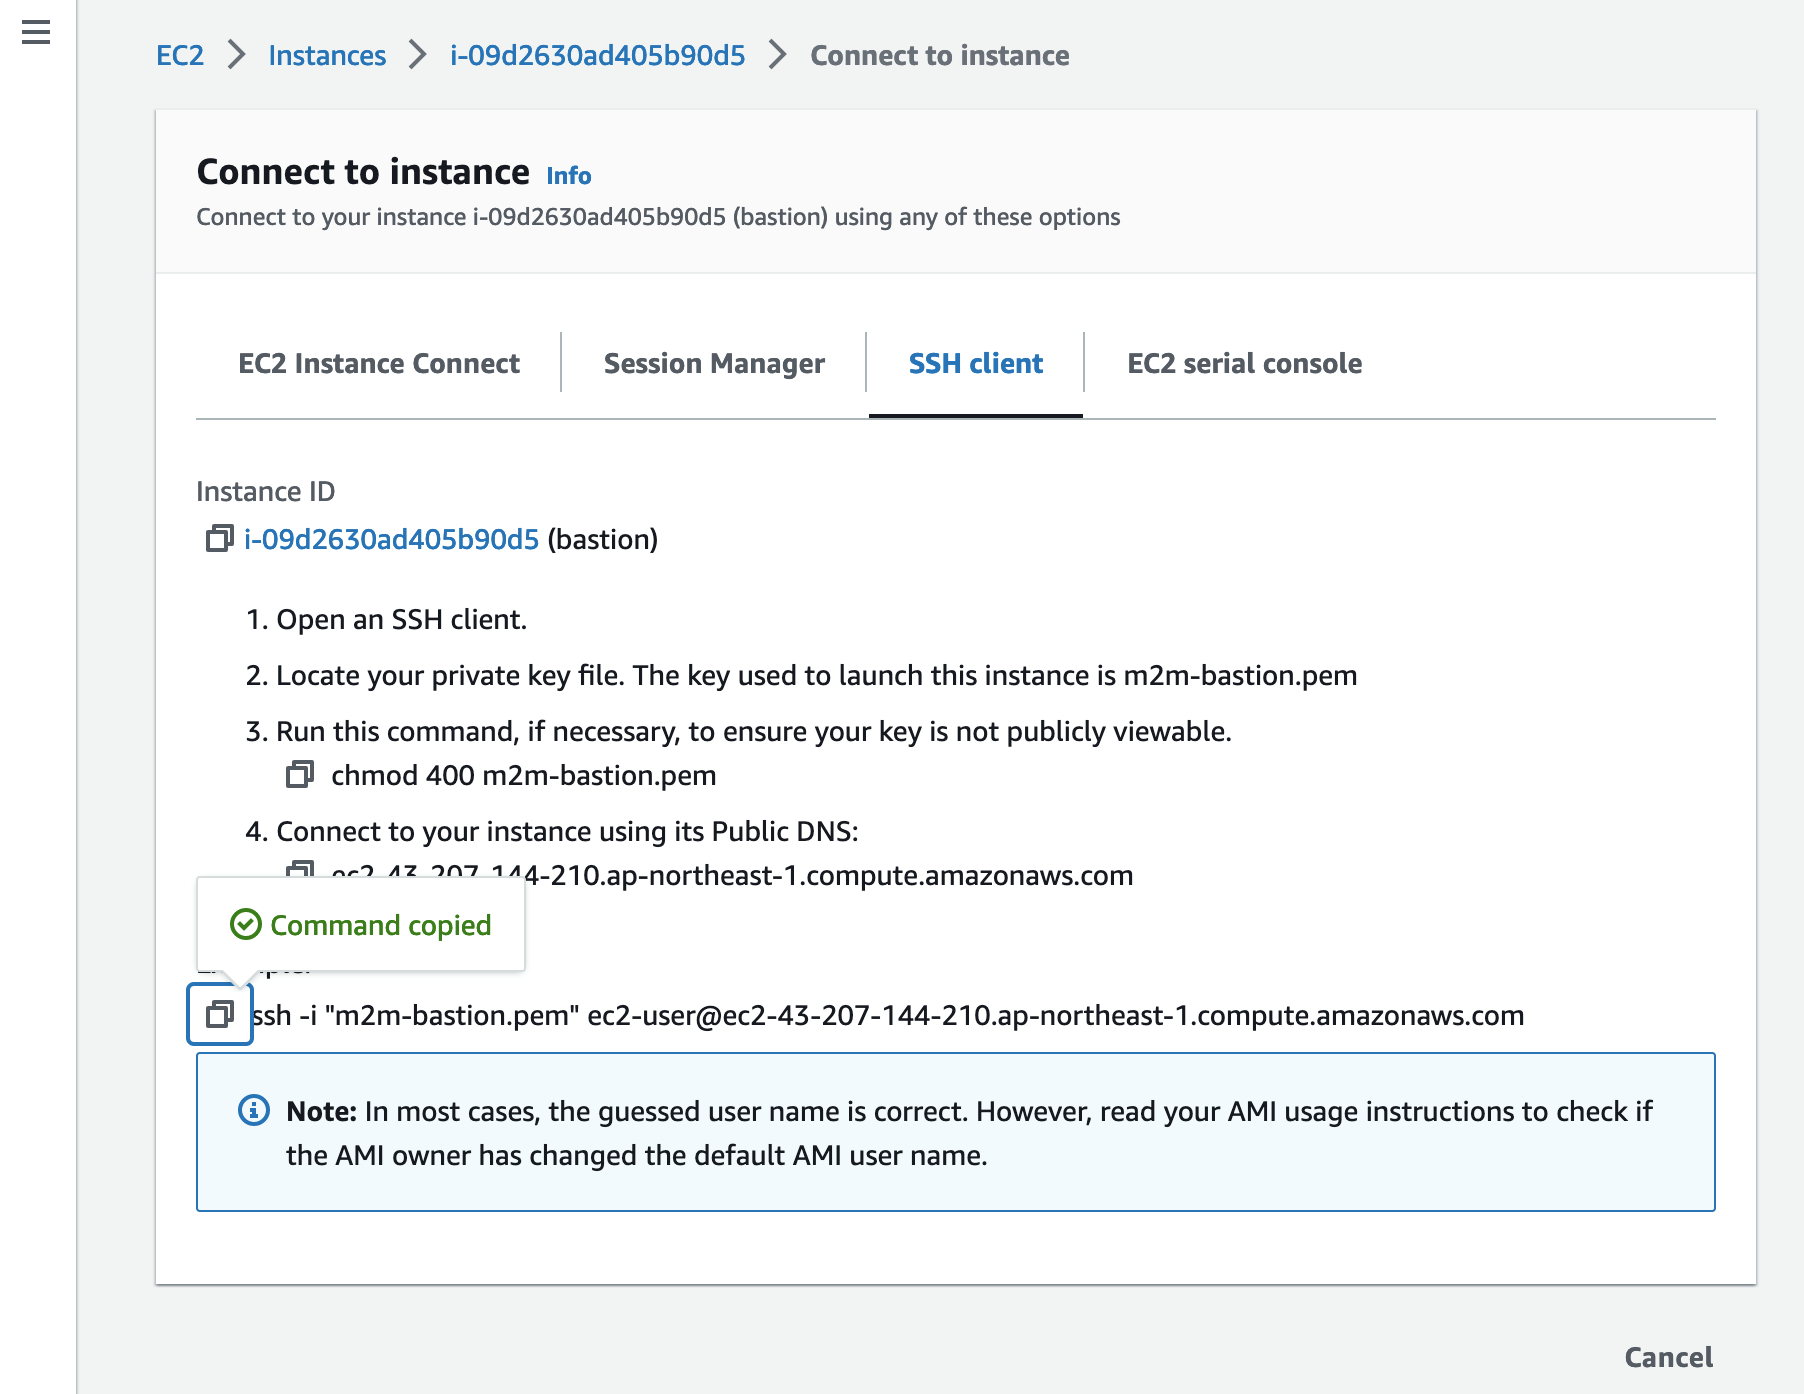 EC2 > Instances > i-09d2630ad405b90d5 > Connect to instance
Connect to instance Info
Connect to your instance i-09d2630ad405b90d5 (bastion) using any of these options
EC2 Instance Connect Session Manager SSH client EC2 serial console
Instance ID
i-09d2630ad405b90d5 (bastion)
1. Open an SSH client.
2. Locate your private key file. The key used to launch this instance is m2m-bastion.pem
3. Run this command, if necessary, to ensure your key is not publicly viewable.
chmod 400 m2m-bastion.pem
4. Connect to your instance using its Public DNS:
ec2-43-207-144-210.ap-northeast-1.compute.amazonaws.com
Command copied
ssh -i "m2m-bastion.pem" ec2-user@ec2-43-207-144-210.ap-northeast-1.compute.amazonaws.com
Note: In most cases, the guessed user name is correct. However, read your AMI usage instructions to check if
the AMI owner has changed the default AMI user name.
Cancel